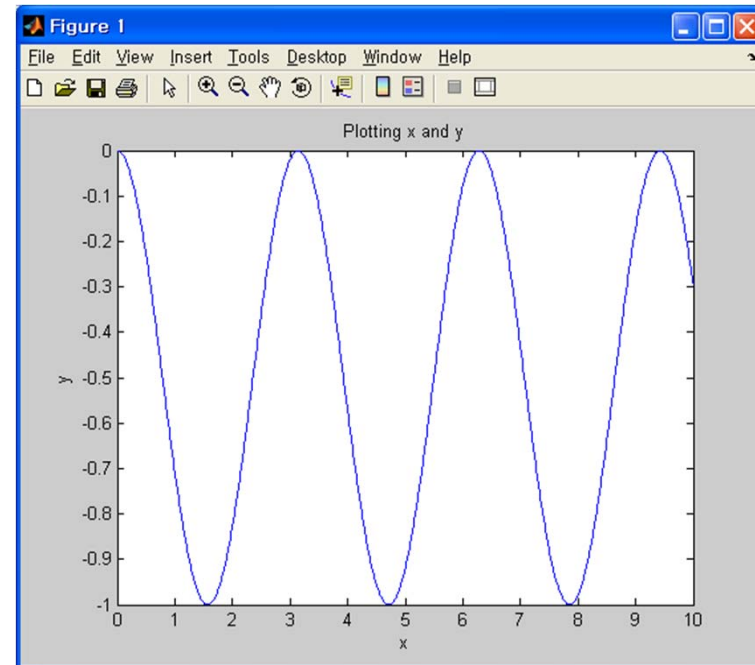 Figure 1
File Edit View Insert Tools Desktop Window Help
Plotting x and y
0
-0.1
-0.2
-0.3
-0.4
-0.5
-0.6
-0.7
-0.8
-0.9
-1
y
0 1 2 3 4 5 6 7 8 9 10
x